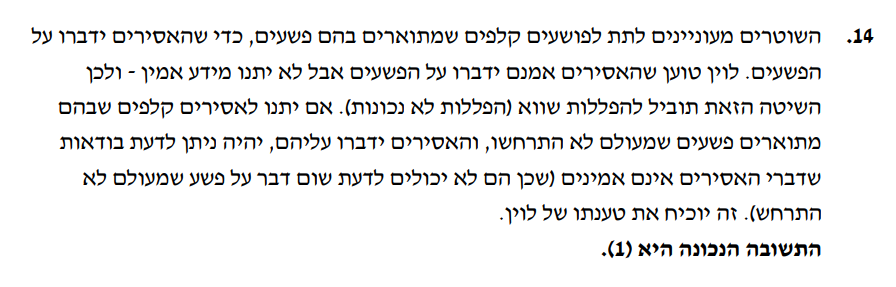 14. השוטרים מעוניינים לתת לפושעים קלפים שמתוארים בהם פשעים, כדי שהאסירים ידברו על
הפשעים. לוין טוען שהאסירים אמנם ידברו על הפשעים אבל לא יתנו מידע אמין - ולכן
השיטה הזאת תוביל להפללות שווא (הפללות לא נכונות). אם יתנו לאסירים קלפים שבהם
מתוארים פשעים שמעולם לא התרחשו, והאסירים ידברו עליהם, יהיה ניתן לדעת בודאות
שדברי האסירים אינם אמינים (שכן הם לא יכולים לדעת שום דבר על פשע שמעולם לא
התרחש). זה יוכיח את טענתו של לוין.
התשובה הנכונה היא (1).